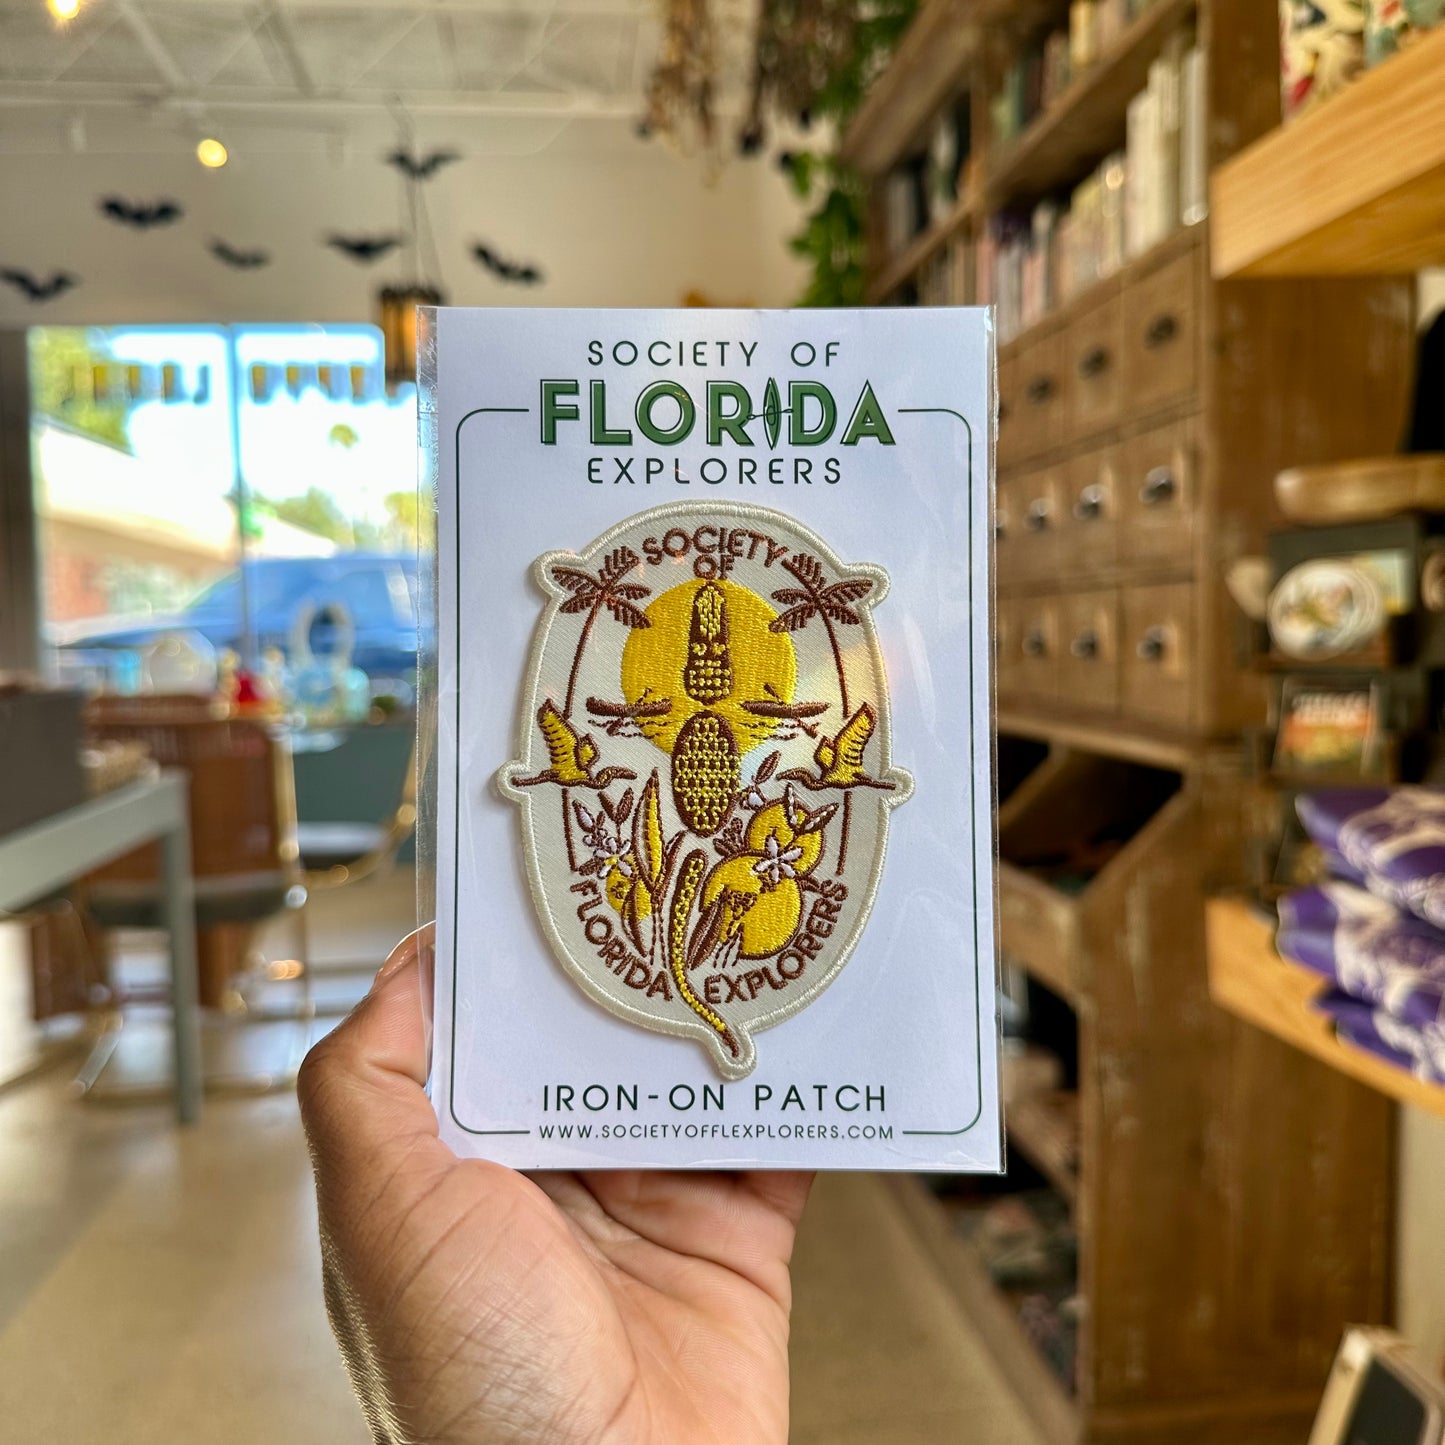 SOCIETY OF
FLORIDA
EXPLORERS
SOCIETY
OF
FLORIDA EXPLORERS
IRON-ON PATCH
WWW.SOCIETYOFFLEXPLORERS.COM